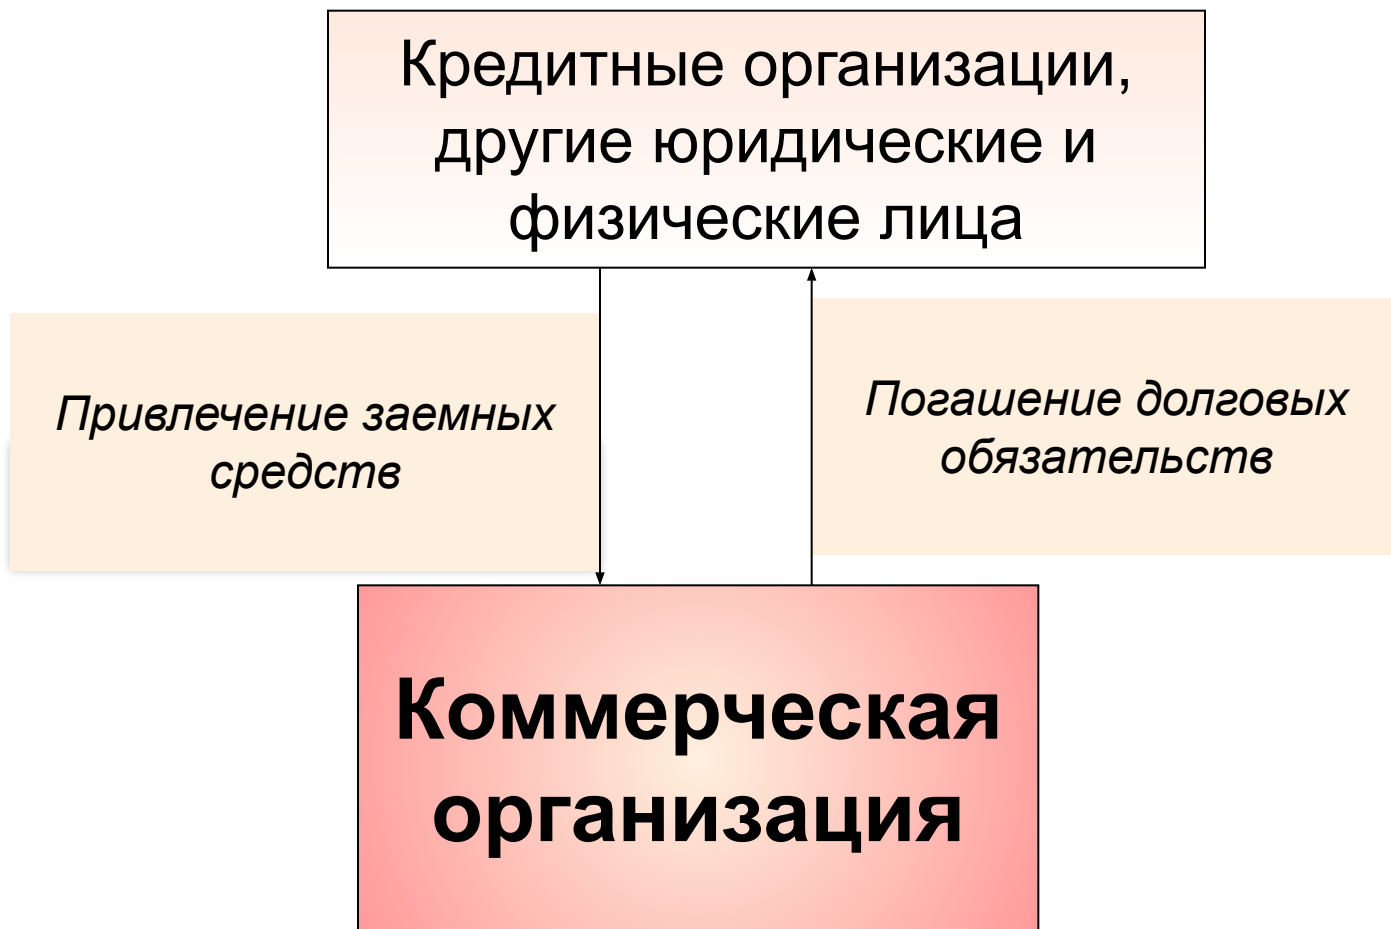 Кредитные организации,
другие юридические и
физические лица
Привлечение заемных
средств
Погашение долговых
обязательств
Коммерческая
организация